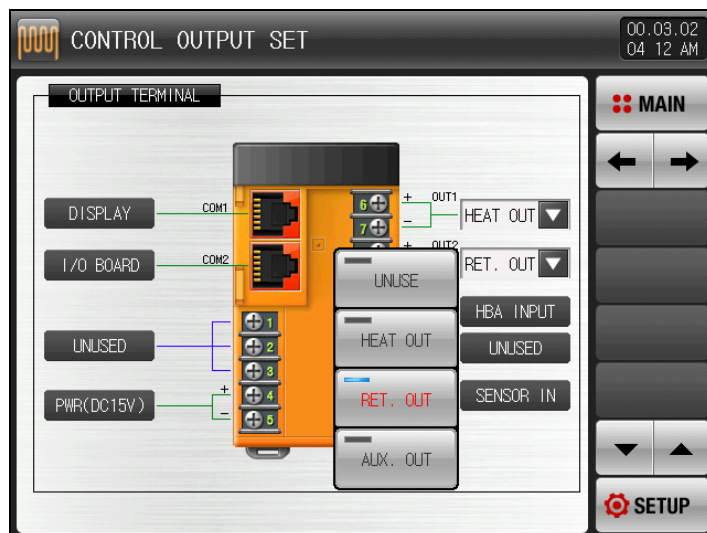 CONTROL OUTPUT SET
00.03.02
04 12 AM
OUTPUT TERMINAL
MAIN
DISPLAY
COM1
6
+
OUT1
HEAT OUT
7
-
I/O BOARD
COM2
+
OUT2
RET. OUT
UNUSE
HBA INPUT
UNUSED
1
2
3
HEAT OUT
UNUSED
PWR(DC15V)
+
-
4
5
RET. OUT
SENSOR IN
AUX. OUT
SETUP